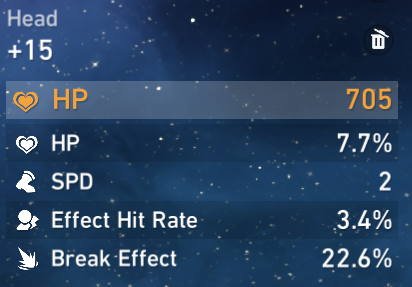 Head
+15
HP 705
HP 7.7%
SPD 2
Effect Hit Rate 3.4%
Break Effect 22.6%